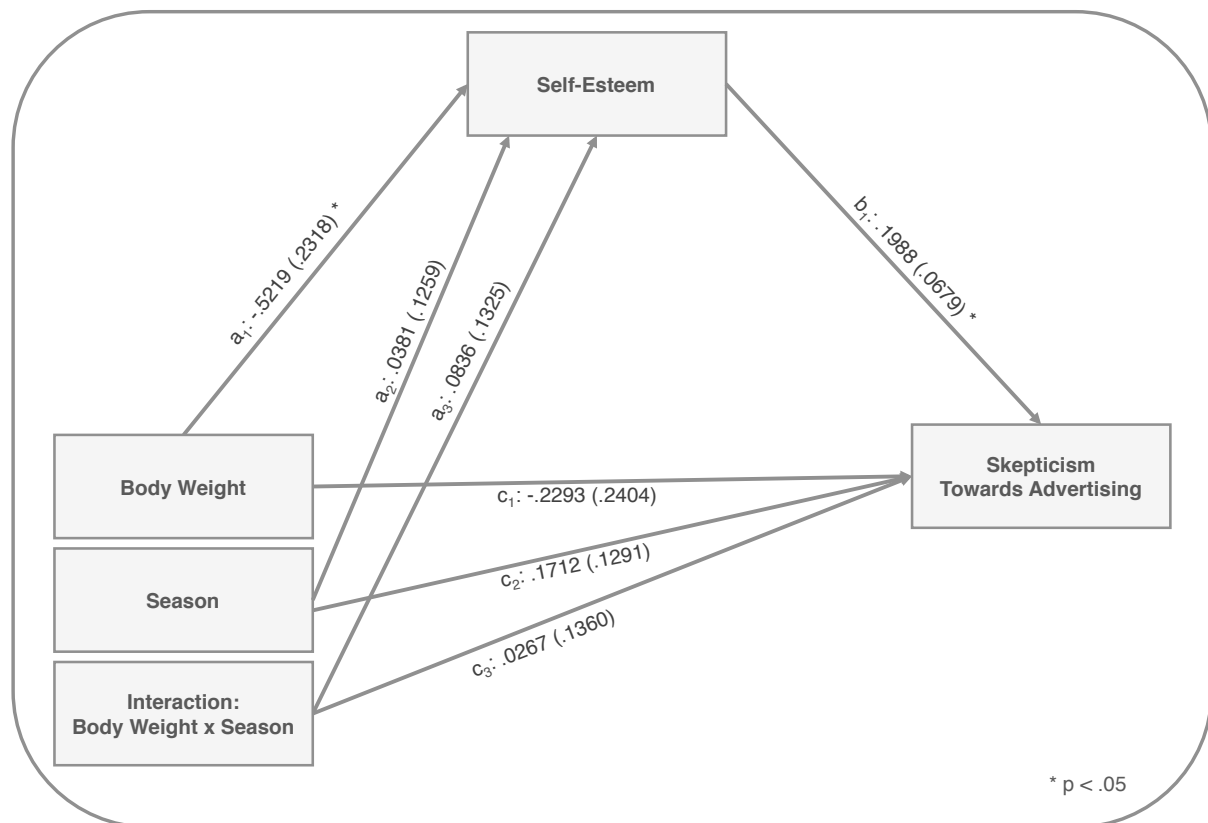 Self-Esteem
a₁: -.5219 (.2318) *
a₂: .0381 (.1259)
a₃: .0836 (.1325)
b₁: .1988 (.0679) *
Body Weight
Skepticism
Towards Advertising
c₁: -.2293 (.2404)
Season
c₂: .1712 (.1291)
c₃: .0267 (.1360)
Interaction:
Body Weight x Season
* p < .05